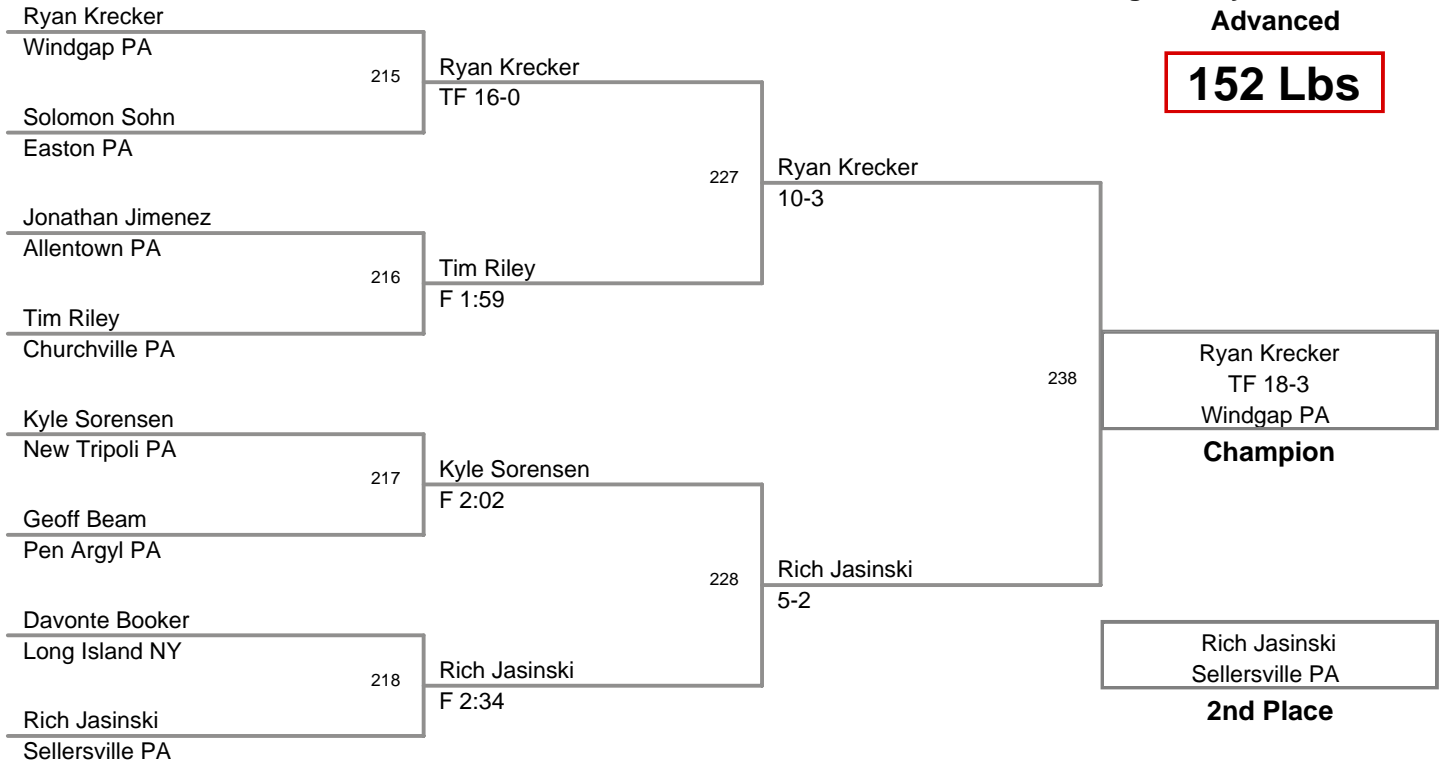 Advanced
152 Lbs
Ryan Krecker
Windgap PA
215
Solomon Sohn
Easton PA
Jonathan Jimenez
Allentown PA
216
Tim Riley
Churchville PA
Kyle Sorensen
New Tripoli PA
217
Geoff Beam
Pen Argyl PA
Davonte Booker
Long Island NY
218
Rich Jasinski
Sellersville PA
Ryan Krecker
TF 16-0
227
Tim Riley
F 1:59
Kyle Sorensen
F 2:02
228
Rich Jasinski
F 2:34
Ryan Krecker
10-3
238
Rich Jasinski
5-2
Ryan Krecker
TF 18-3
Windgap PA
Champion
Rich Jasinski
Sellersville PA
2nd Place